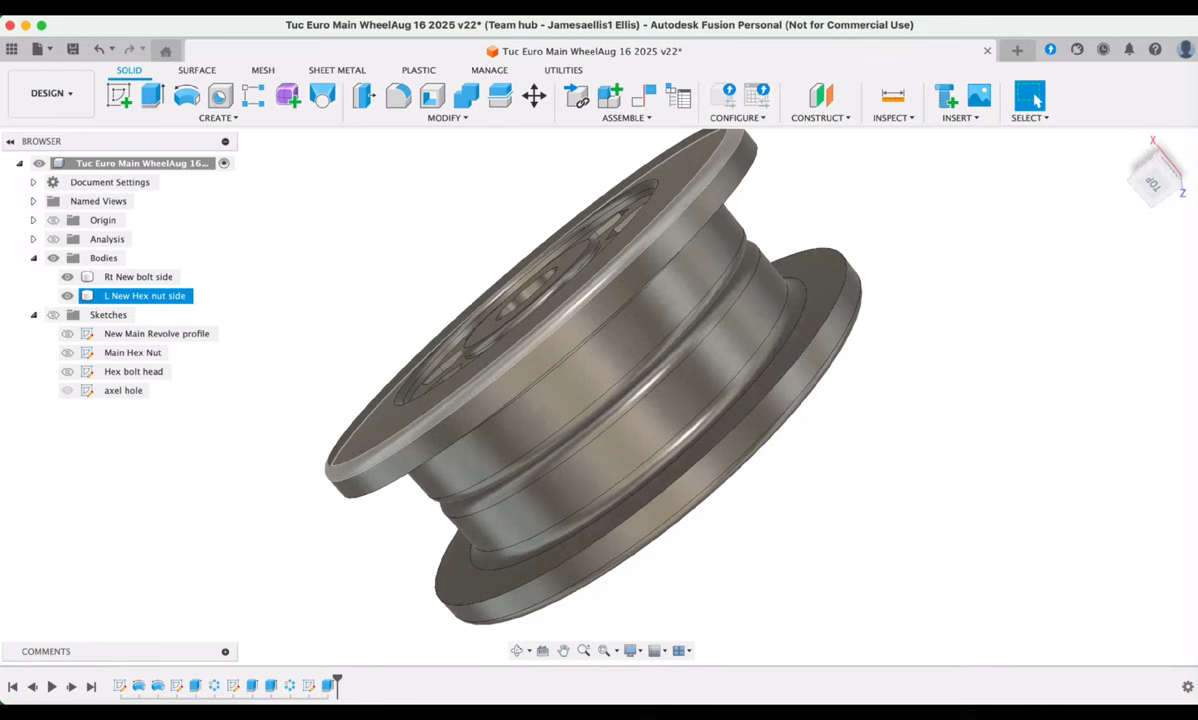 Tuc Euro Main WheelAug 16 2025 v22* (Team hub - Jamesaellis1 Ellis) - Autodesk Fusion Personal (Not for Commercial Use)
Tuc Euro Main WheelAug 16 2025 v22*
DESIGN
SOLID SURFACE MESH SHEET METAL PLASTIC MANAGE UTILITIES
CREATE MODIFY ASSEMBLE CONFIGURE CONSTRUCT INSPECT INSERT SELECT
BROWSER
Tuc Euro Main WheelAug 16...
Document Settings
Named Views
Origin
Analysis
Bodies
Rt New bolt side
L New Hex nut side
Sketches
New Main Revolve profile
Main Hex Nut
Hex bolt head
axel hole
X
TOP
Z
COMMENTS